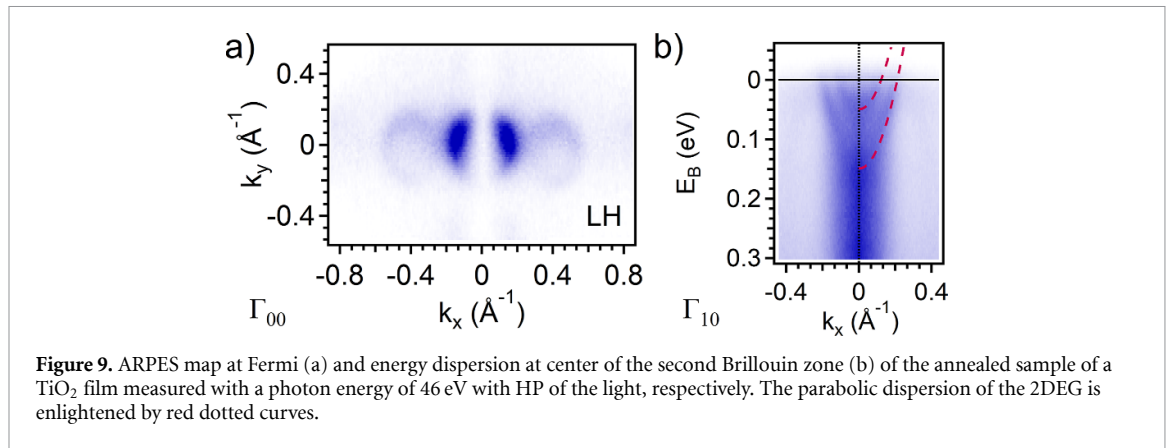 a)
0.4
0
-0.4
k_y (Å⁻¹)
LH
-0.8 -0.4 0 0.4 0.8
k_x (Å⁻¹)
Γ₀₀
b)
0
0.1
0.2
0.3
E_B (eV)
-0.4 0 0.4
k_x (Å⁻¹)
Γ₁₀
Figure 9. ARPES map at Fermi (a) and energy dispersion at center of the second Brillouin zone (b) of the annealed sample of a
TiO₂ film measured with a photon energy of 46 eV with HP of the light, respectively. The parabolic dispersion of the 2DEG is
enlightened by red dotted curves.